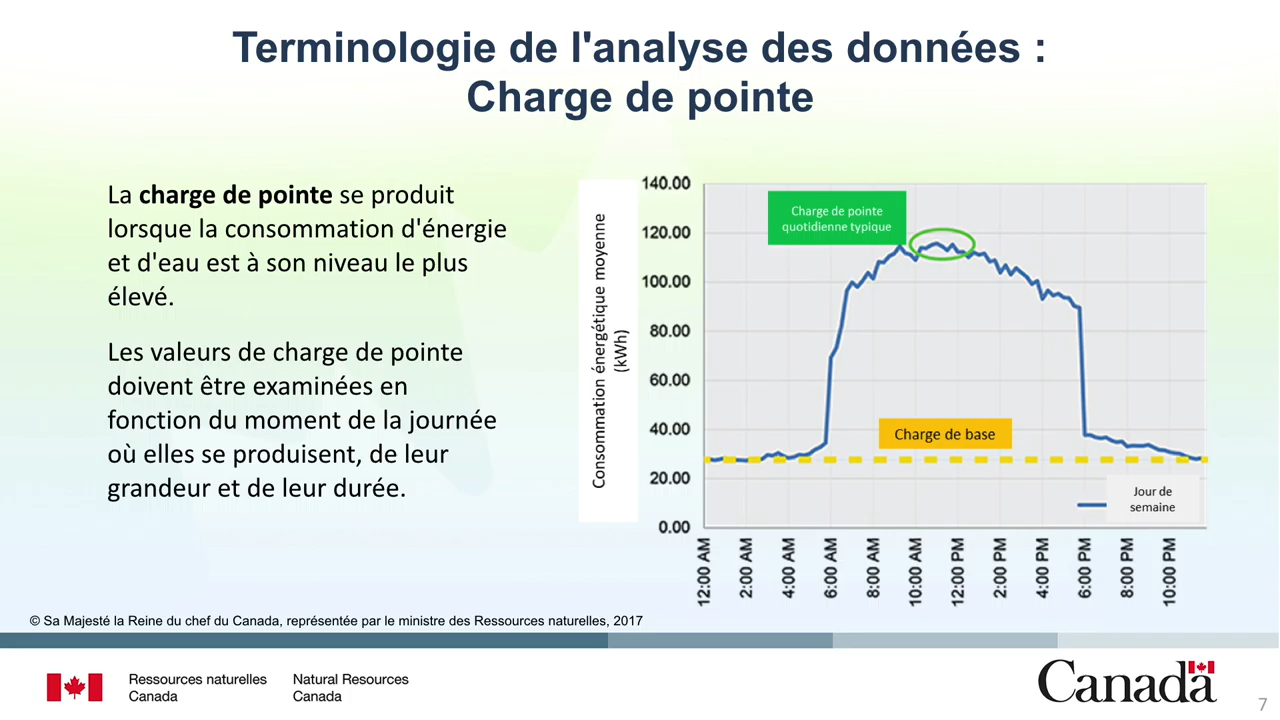 Terminologie de l'analyse des données :
Charge de pointe
La charge de pointe se produit
lorsque la consommation d'énergie
et d'eau est à son niveau le plus
élevé.
Les valeurs de charge de pointe
doivent être examinées en
fonction du moment de la journée
où elles se produisent, de leur
grandeur et de leur durée.
Consommation énergétique moyenne
(kWh)
140.00
120.00
100.00
80.00
60.00
40.00
20.00
0.00
Charge de pointe
quotidienne typique
Charge de base
Jour de
semaine
12:00 AM
2:00 AM
4:00 AM
6:00 AM
8:00 AM
10:00 AM
12:00 PM
2:00 PM
4:00 PM
6:00 PM
8:00 PM
10:00 PM
© Sa Majesté la Reine du chef du Canada, représentée par le ministre des Ressources naturelles, 2017
Ressources naturelles
Canada
Natural Resources
Canada
Canada
7